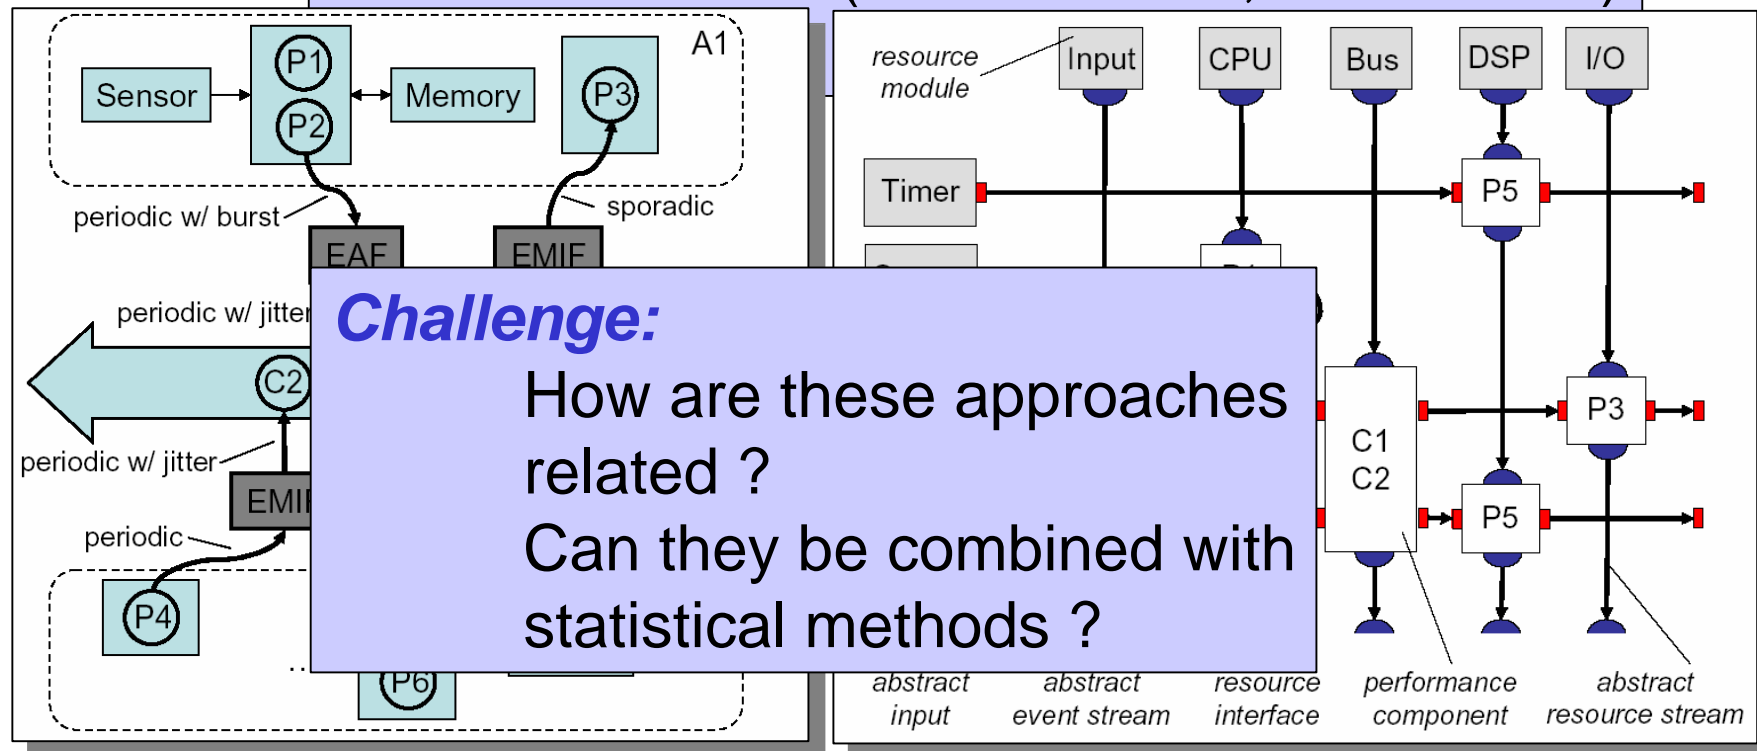 A1
P1
Sensor
Memory
P3
P2
periodic w/ burst
sporadic
EAF
EMIF
periodic w/ jitter
C2
periodic w/ jitter
EMIF
periodic
P4
...
P6
resource
module
Input
CPU
Bus
DSP
I/O
Timer
P5
P3
C1
C2
P5
Challenge:
How are these approaches
related ?
Can they be combined with
statistical methods ?
abstract
input
abstract
event stream
resource
interface
performance
component
abstract
resource stream